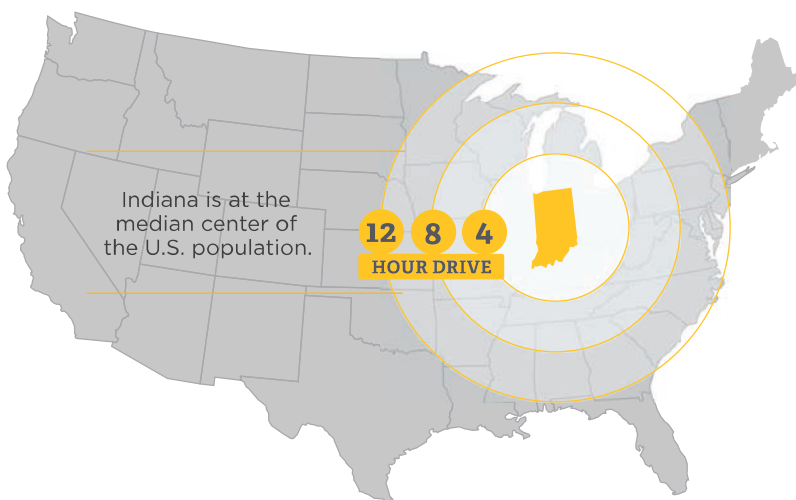 Indiana is at the
median center of
the U.S. population.
12 8 4
HOUR DRIVE